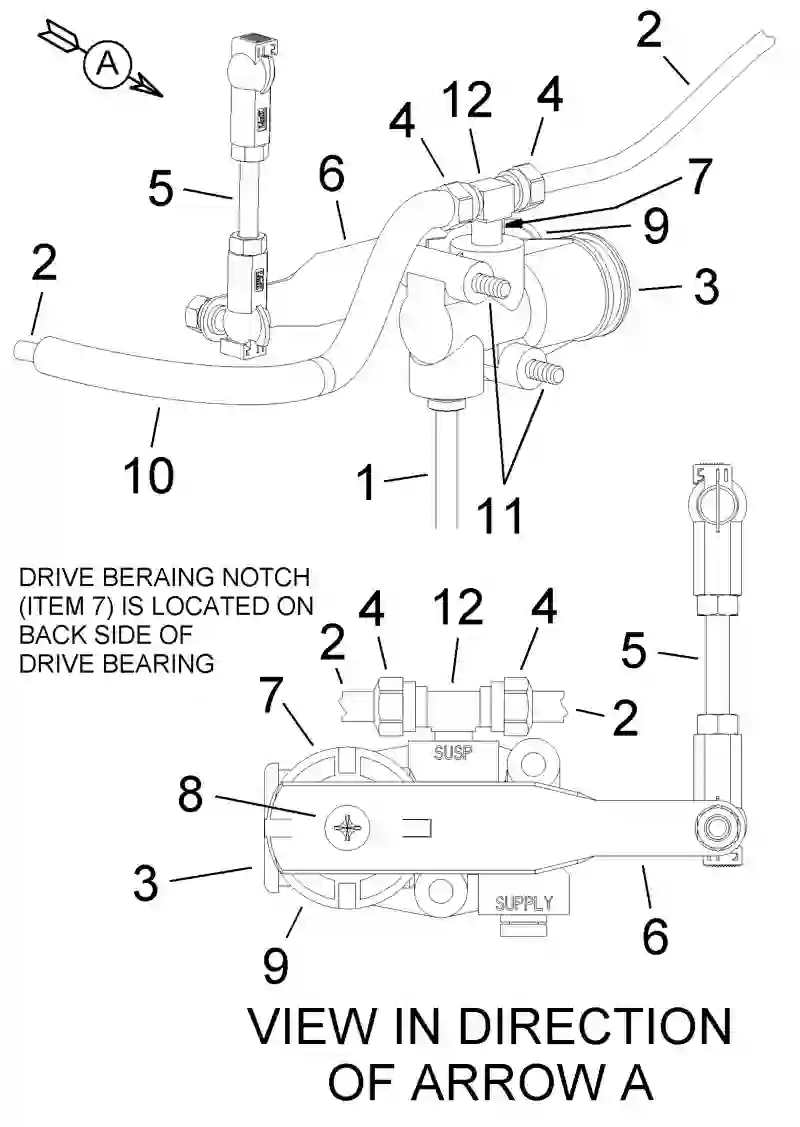 A
2
12
4
4
6
5
7
9
2
3
10
1
11
DRIVE BERAING NOTCH
(ITEM 7) IS LOCATED ON
BACK SIDE OF
DRIVE BEARING
4
12
4
2
5
7
2
SUSP
8
3
SUPPLY
6
9
VIEW IN DIRECTION
OF ARROW A